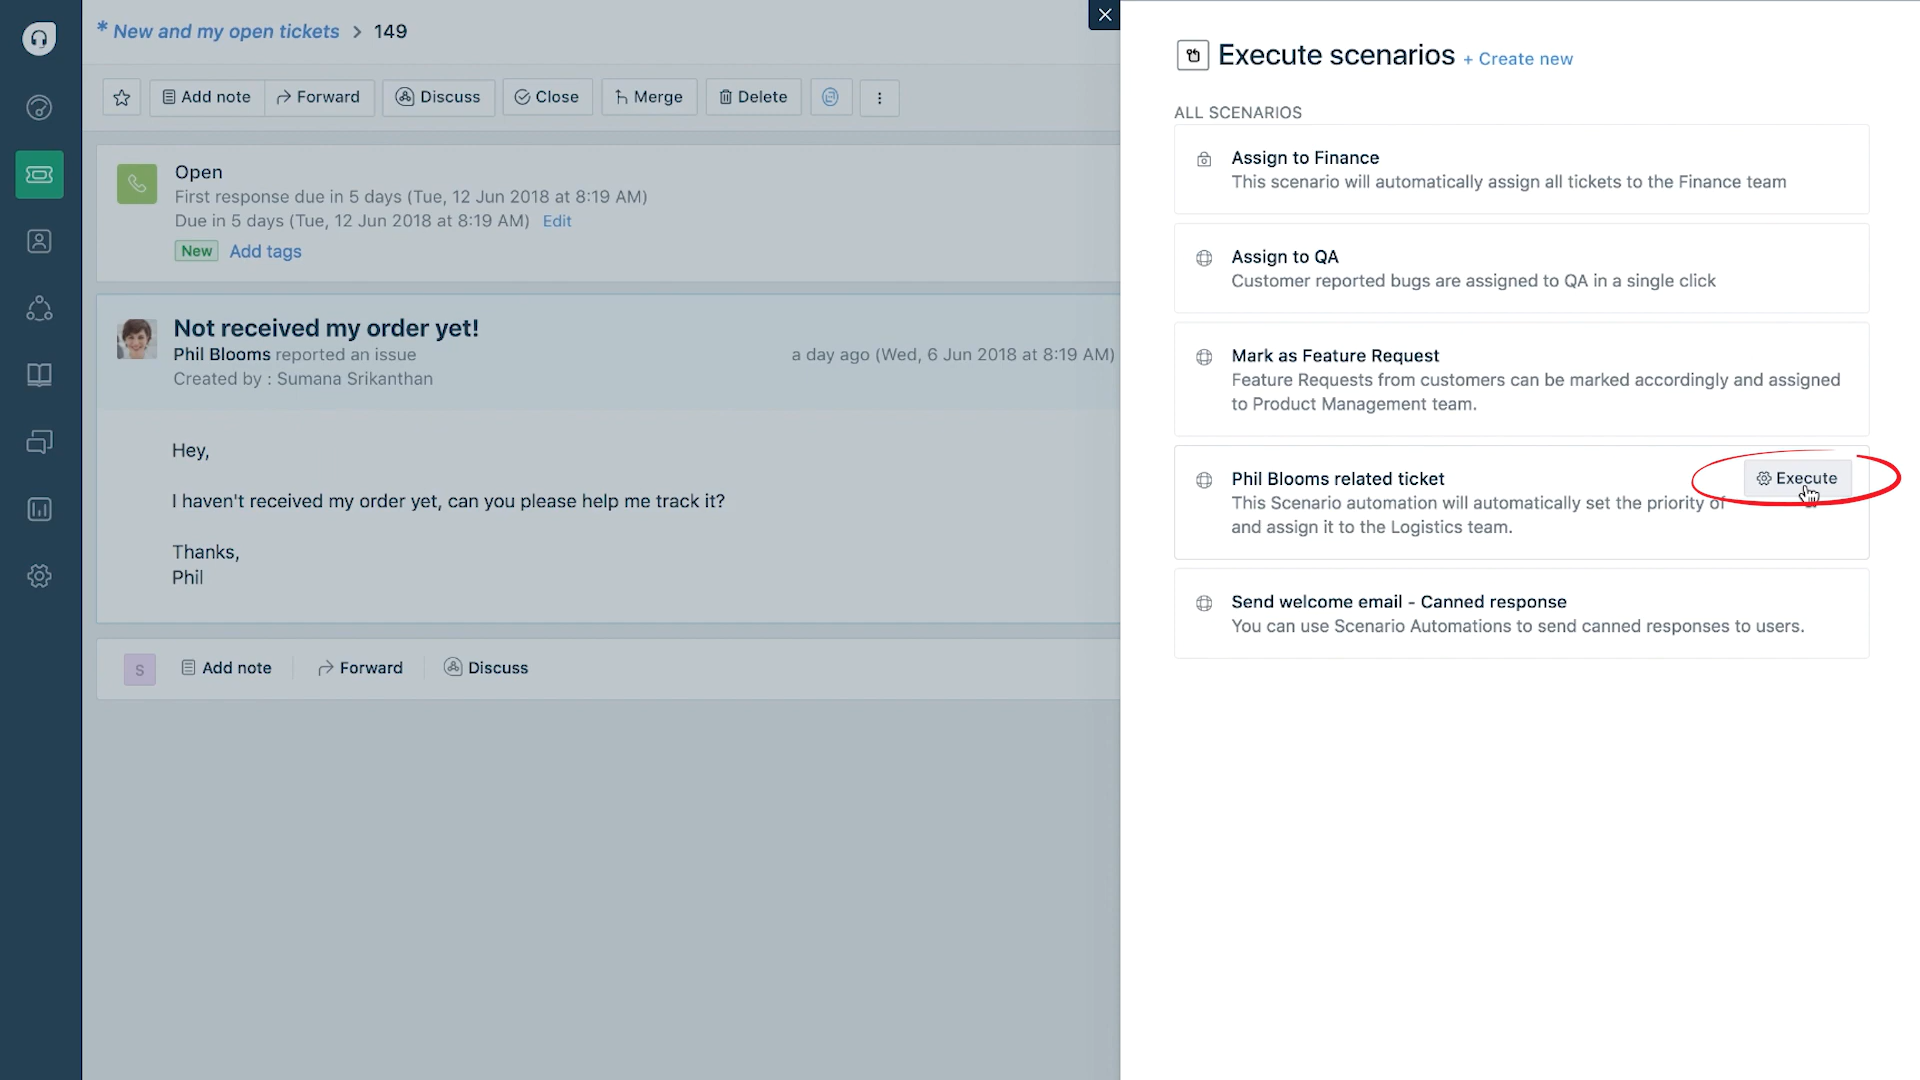 * New and my open tickets > 149
Add note
Forward
Discuss
Close
Merge
Delete
Open
First response due in 5 days (Tue, 12 Jun 2018 at 8:19 AM)
Due in 5 days (Tue, 12 Jun 2018 at 8:19 AM) Edit
New Add tags
Not received my order yet!
Phil Blooms reported an issue
a day ago (Wed, 6 Jun 2018 at 8:19 AM)
Created by : Sumana Srikanthan
Hey,
I haven't received my order yet, can you please help me track it?
Thanks,
Phil
S
Add note
Forward
Discuss
Execute scenarios + Create new
ALL SCENARIOS
Assign to Finance
This scenario will automatically assign all tickets to the Finance team
Assign to QA
Customer reported bugs are assigned to QA in a single click
Mark as Feature Request
Feature Requests from customers can be marked accordingly and assigned
to Product Management team.
Phil Blooms related ticket
Execute
This Scenario automation will automatically set the priority of
and assign it to the Logistics team.
Send welcome email - Canned response
You can use Scenario Automations to send canned responses to users.